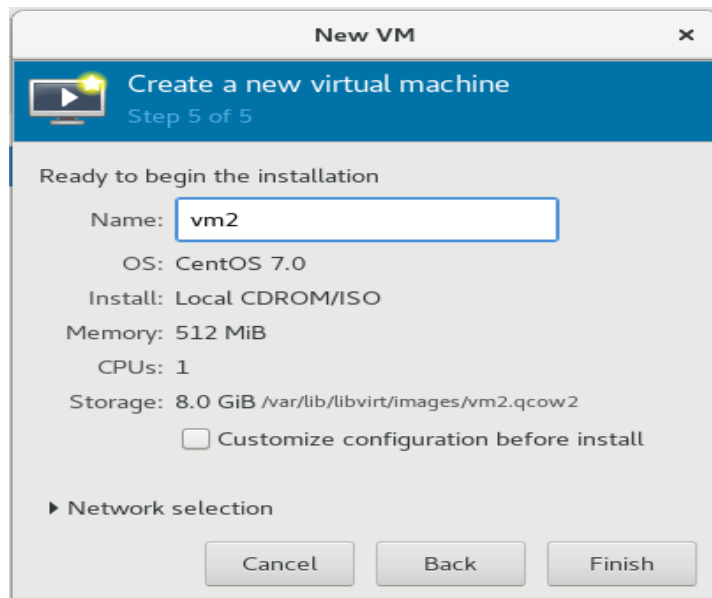 New VM ×
Create a new virtual machine
Step 5 of 5
Ready to begin the installation
Name: vm2
OS: CentOS 7.0
Install: Local CDROM/ISO
Memory: 512 MiB
CPUs: 1
Storage: 8.0 GiB /var/lib/libvirt/images/vm2.qcow2
Customize configuration before install
Network selection
Cancel Back Finish